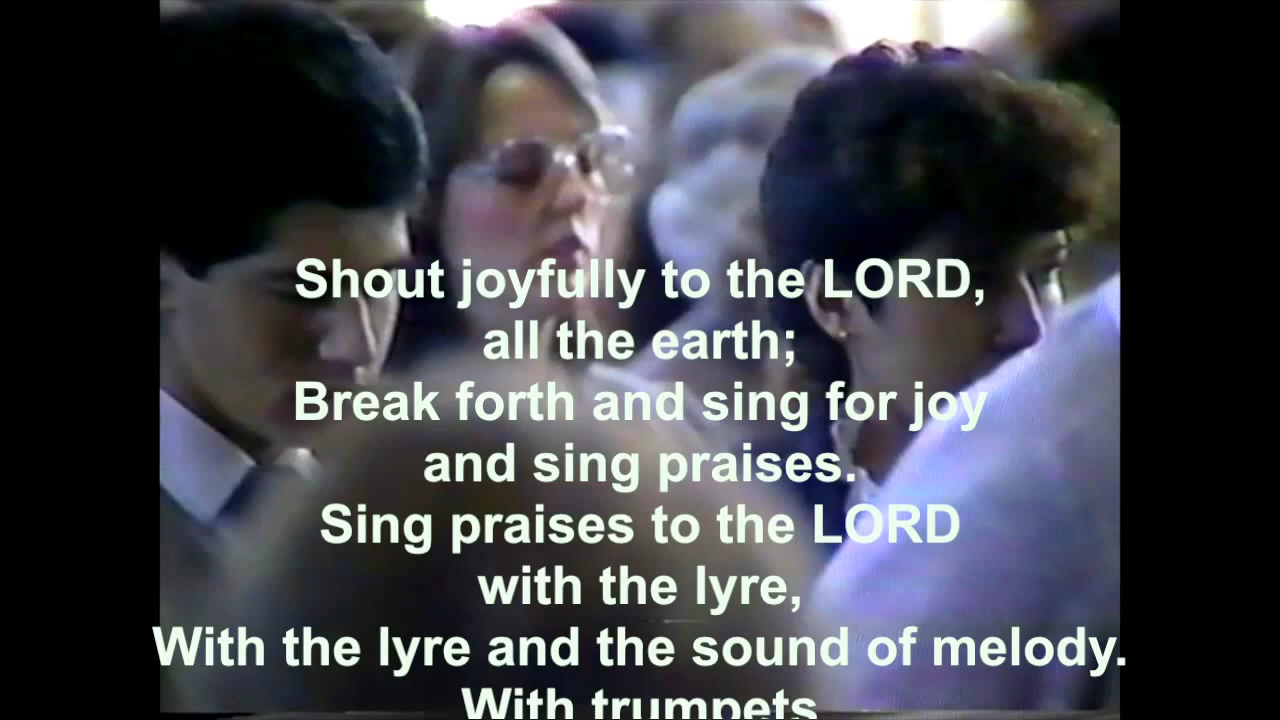 Shout joyfully to the LORD,
all the earth;
Break forth and sing for joy
and sing praises.
Sing praises to the LORD
with the lyre,
With the lyre and the sound of melody.
With trumpets